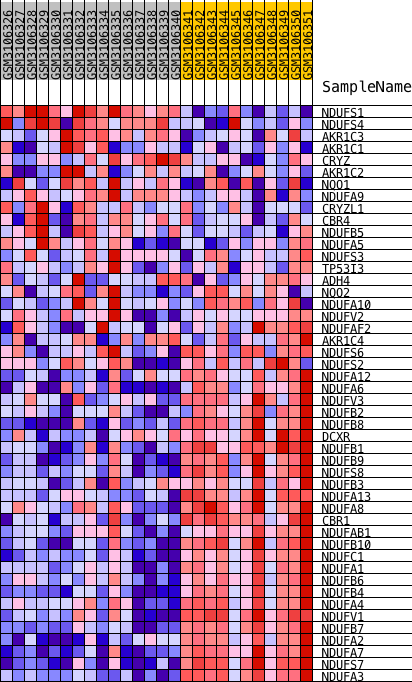 GSM3106326
GSM3106327
GSM3106328
GSM3106329
GSM3106330
GSM3106331
GSM3106332
GSM3106333
GSM3106334
GSM3106335
GSM3106336
GSM3106337
GSM3106338
GSM3106339
GSM3106340
GSM3106341
GSM3106342
GSM3106343
GSM3106344
GSM3106345
GSM3106346
GSM3106347
GSM3106348
GSM3106349
GSM3106350
GSM3106351
SampleName
NDUFS1
NDUFS4
AKR1C3
AKR1C1
CRYZ
AKR1C2
NQO1
NDUFA9
CRYZL1
CBR4
NDUFB5
NDUFA5
NDUFS3
TP53I3
ADH4
NQO2
NDUFA10
NDUFV2
NDUFAF2
AKR1C4
NDUFS6
NDUFS2
NDUFA12
NDUFA6
NDUFV3
NDUFB2
NDUFB8
DCXR
NDUFB1
NDUFB9
NDUFS8
NDUFB3
NDUFA13
NDUFA8
CBR1
NDUFAB1
NDUFB10
NDUFC1
NDUFA1
NDUFB6
NDUFB4
NDUFA4
NDUFV1
NDUFB7
NDUFA2
NDUFA7
NDUFS7
NDUFA3